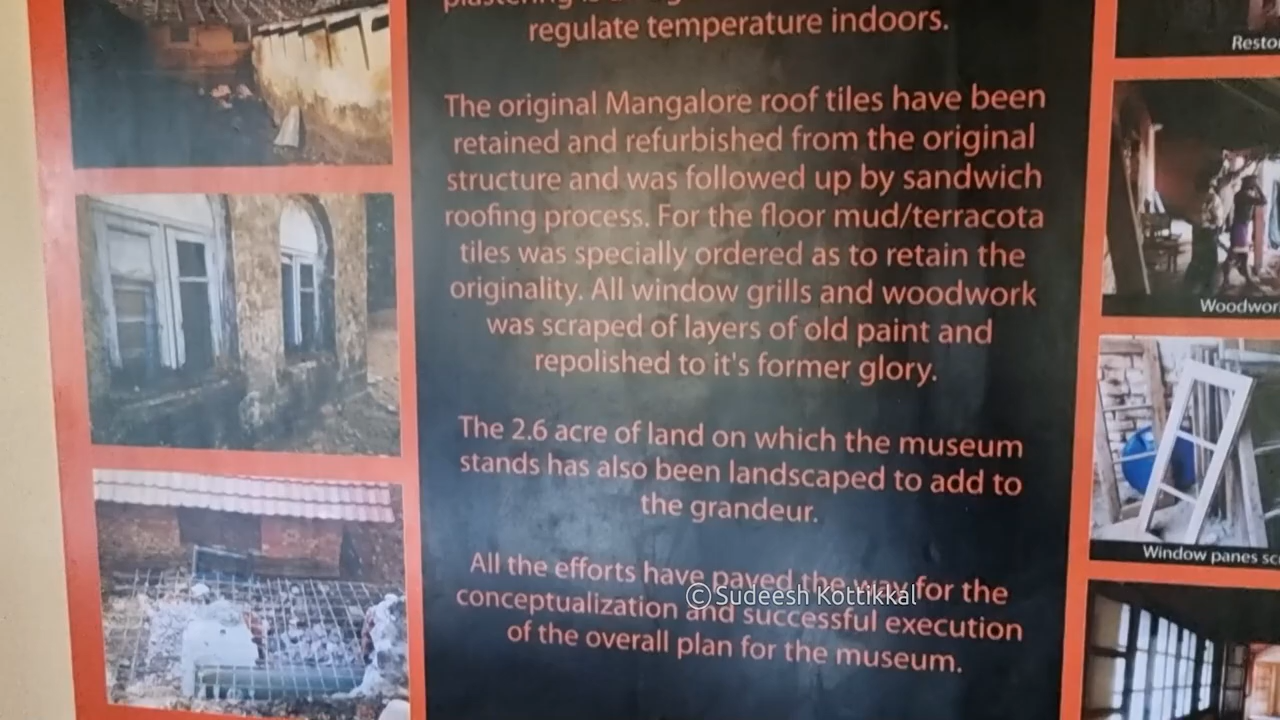 regulate temperature indoors.
The original Mangalore roof tiles have been
retained and refurbished from the original
structure and was followed up by sandwich
roofing process. For the floor mud/terracota
tiles was specially ordered as to retain the
originality. All window grills and woodwork
was scraped of layers of old paint and
repolished to it's former glory.
The 2.6 acre of land on which the museum
stands has also been landscaped to add to
the grandeur.
All the efforts have paved the way for the
conceptualization and successful execution
of the overall plan for the museum.
©Sudeesh Kottikkal
Window panes